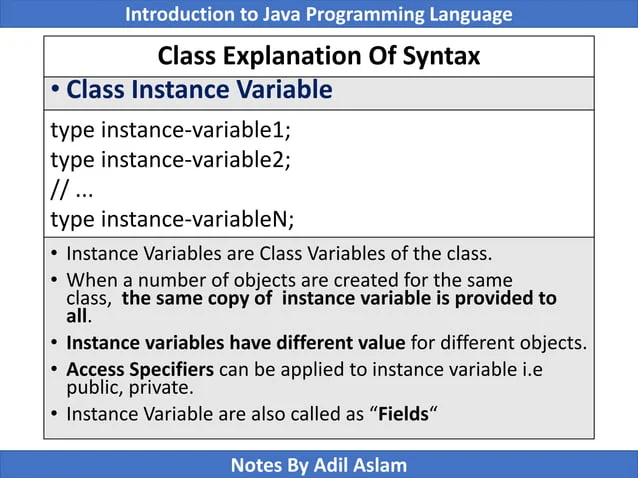 Introduction to Java Programming Language
Class Explanation Of Syntax
• Class Instance Variable
type instance-variable1;
type instance-variable2;
// ...
type instance-variableN;
• Instance Variables are Class Variables of the class.
• When a number of objects are created for the same
class, the same copy of instance variable is provided to
all.
• Instance variables have different value for different objects.
• Access Specifiers can be applied to instance variable i.e
public, private.
• Instance Variable are also called as “Fields“
Notes By Adil Aslam